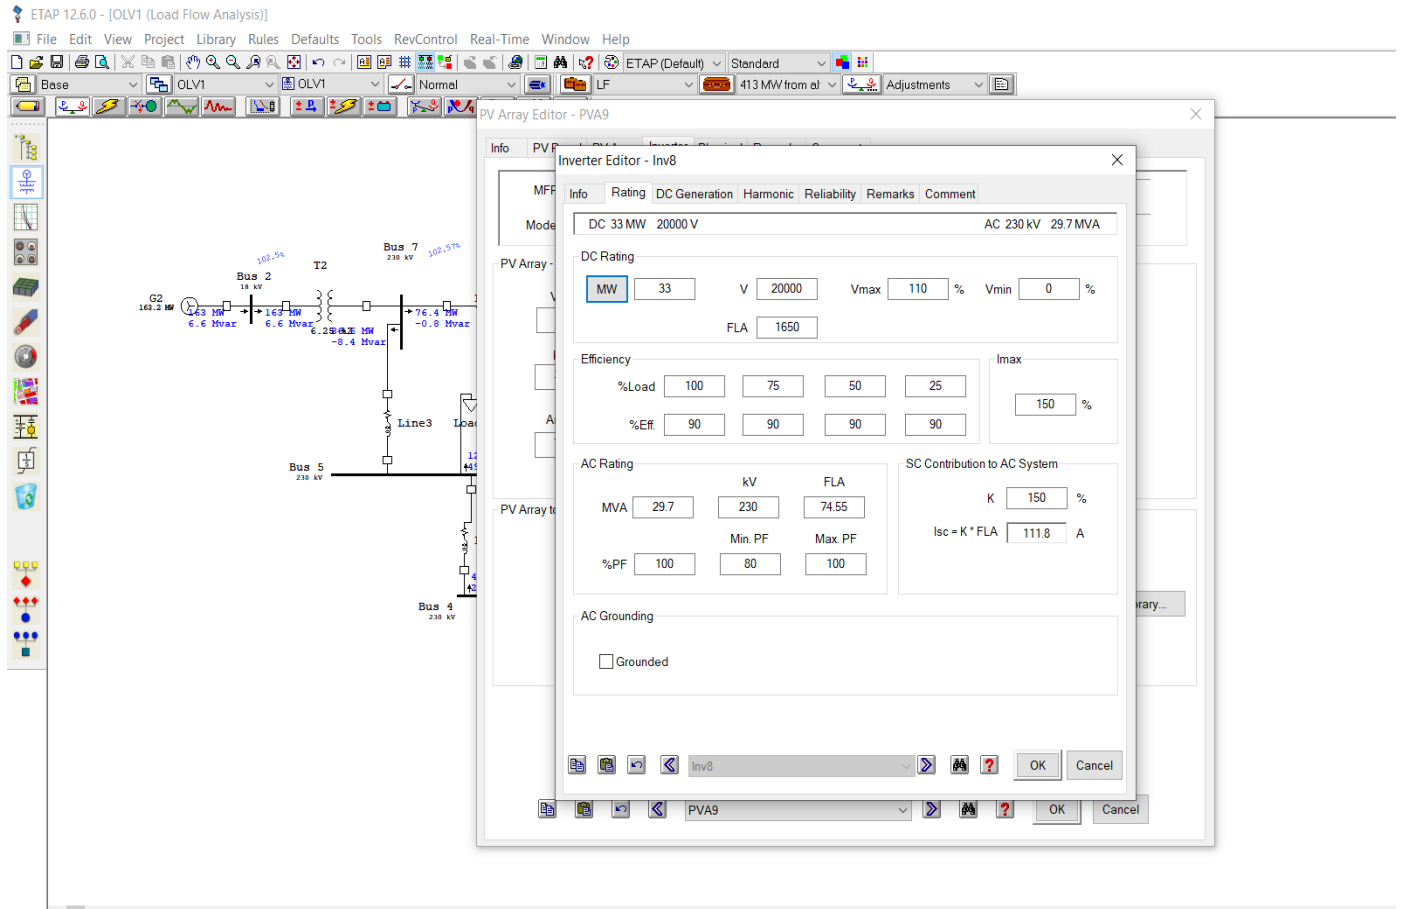 ETAP 12.6.0 - [OLV1 (Load Flow Analysis)]
File Edit View Project Library Rules Defaults Tools RevControl Real-Time Window Help
ETAP (Default) Standard
Base OLV1 OLV1 Normal LF 413 MW from al Adjustments
PV Array Editor - PVA9
Info
Inverter Editor - Inv8
Info Rating DC Generation Harmonic Reliability Remarks Comment
Mode
DC 33 MW 20000 V AC 230 kV 29.7 MVA
PV Array -
DC Rating
MW 33 V 20000 Vmax 110 % Vmin 0 %
FLA 1650
Efficiency Imax
%Load 100 75 50 25
150 %
%Eff. 90 90 90 90
AC Rating SC Contribution to AC System
kV FLA
MVA 29.7 230 74.55
K 150 %
Isc = K * FLA 111.8 A
Min. PF Max. PF
%PF 100 80 100
PV Array to
rary...
AC Grounding
Grounded
Inv8
OK Cancel
PVA9
OK Cancel
Bus 7
230 kV
102.57%
102.5%
Bus 2
18 kV
T2
G2
163.2 MW
163 MW
6.6 Mvar
163 MW
6.6 Mvar
76.4 MW
-0.8 Mvar
-8.4 Mvar
Line3
Load
Bus 5
230 kV
Bus 4
230 kV